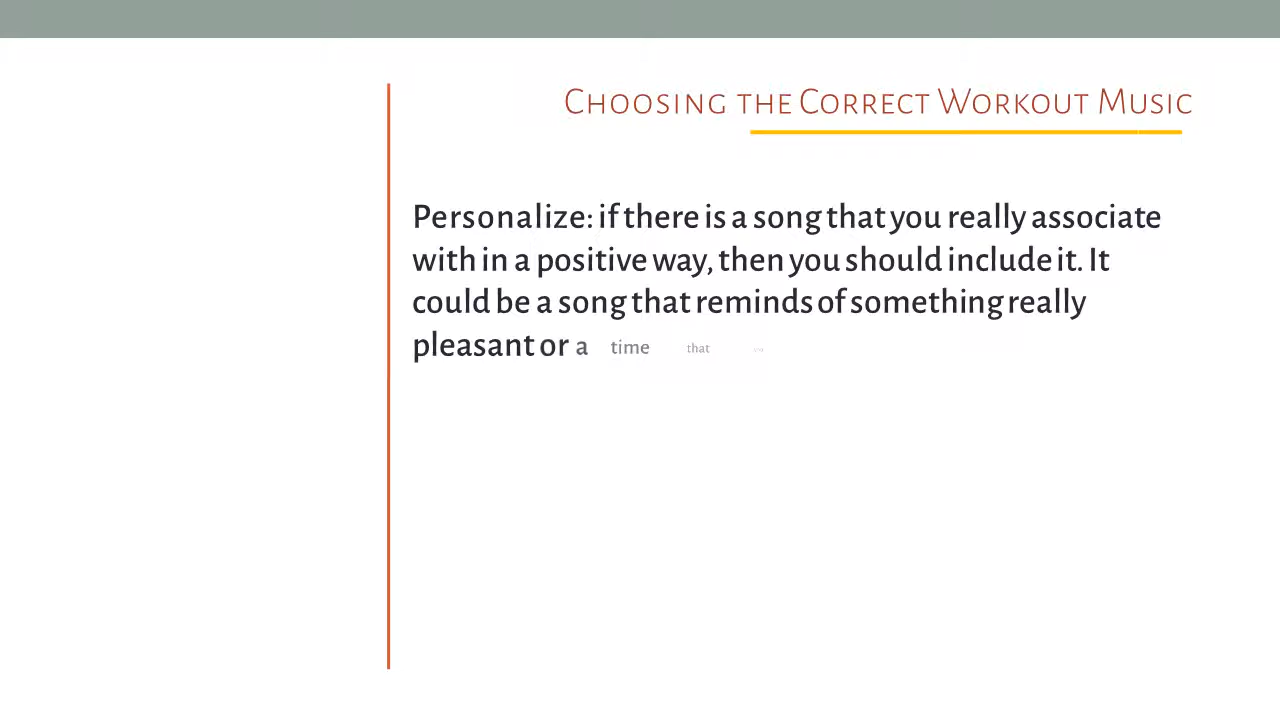 Choosing the Correct Workout Music
Personalize: if there is a song that you really associate
with in a positive way, then you should include it. It
could be a song that reminds of something really
pleasant or a time that